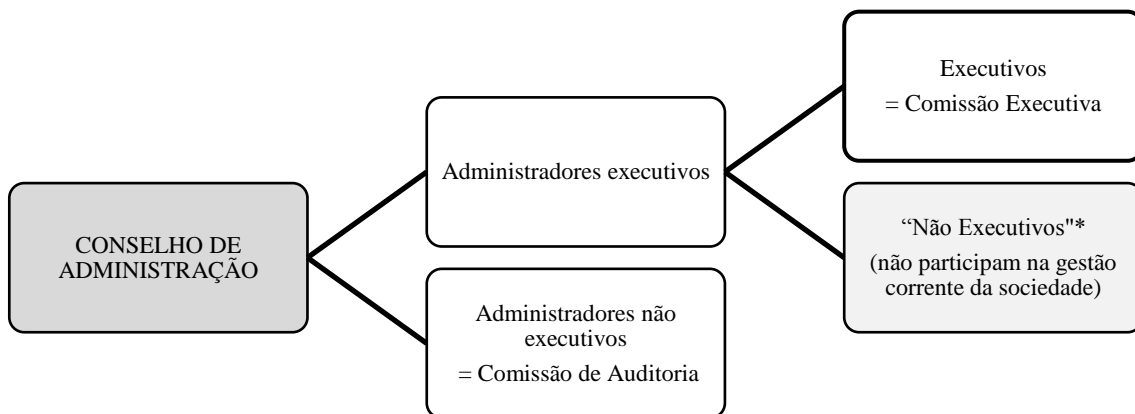 CONSELHO DE
ADMINISTRAÇÃO
Administradores executivos
Executivos
= Comissão Executiva
“Não Executivos"*
(não participam na gestão
corrente da sociedade)
Administradores não
executivos
= Comissão de Auditoria